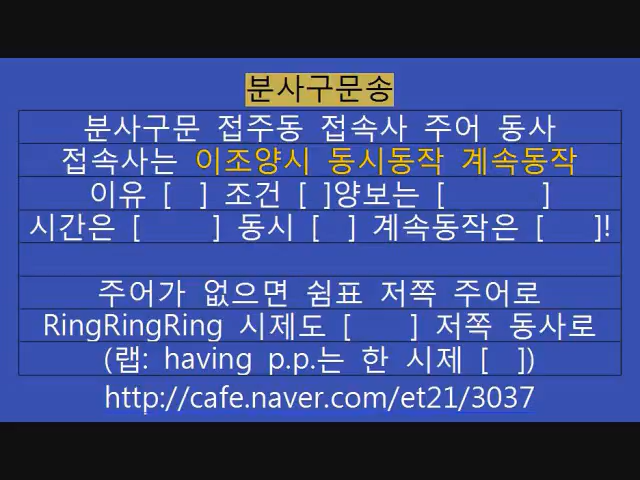 분사구문송
분사구문 접주동 접속사 주어 동사
접속사는 이조양시 동시동작 계속동작
이유 [ ] 조건 [ ]양보는 [ ]
시간은 [ ] 동시 [ ] 계속동작은 [ ]!
주어가 없으면 쉼표 저쪽 주어로
RingRingRing 시제도 [ ] 저쪽 동사로
(랩: having p.p.는 한 시제 [ ])
http://cafe.naver.com/et21/3037